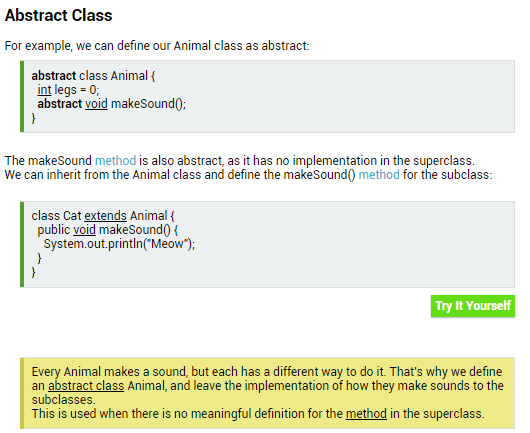 Abstract Class
For example, we can define our Animal class as abstract:
abstract class Animal {
int legs = 0;
abstract void makeSound();
}
The makeSound method is also abstract, as it has no implementation in the superclass.
We can inherit from the Animal class and define the makeSound() method for the subclass:
class Cat extends Animal {
public void makeSound() {
System.out.println("Meow");
}
}
Try It Yourself
Every Animal makes a sound, but each has a different way to do it. That's why we define
an abstract class Animal, and leave the implementation of how they make sounds to the
subclasses.
This is used when there is no meaningful definition for the method in the superclass.